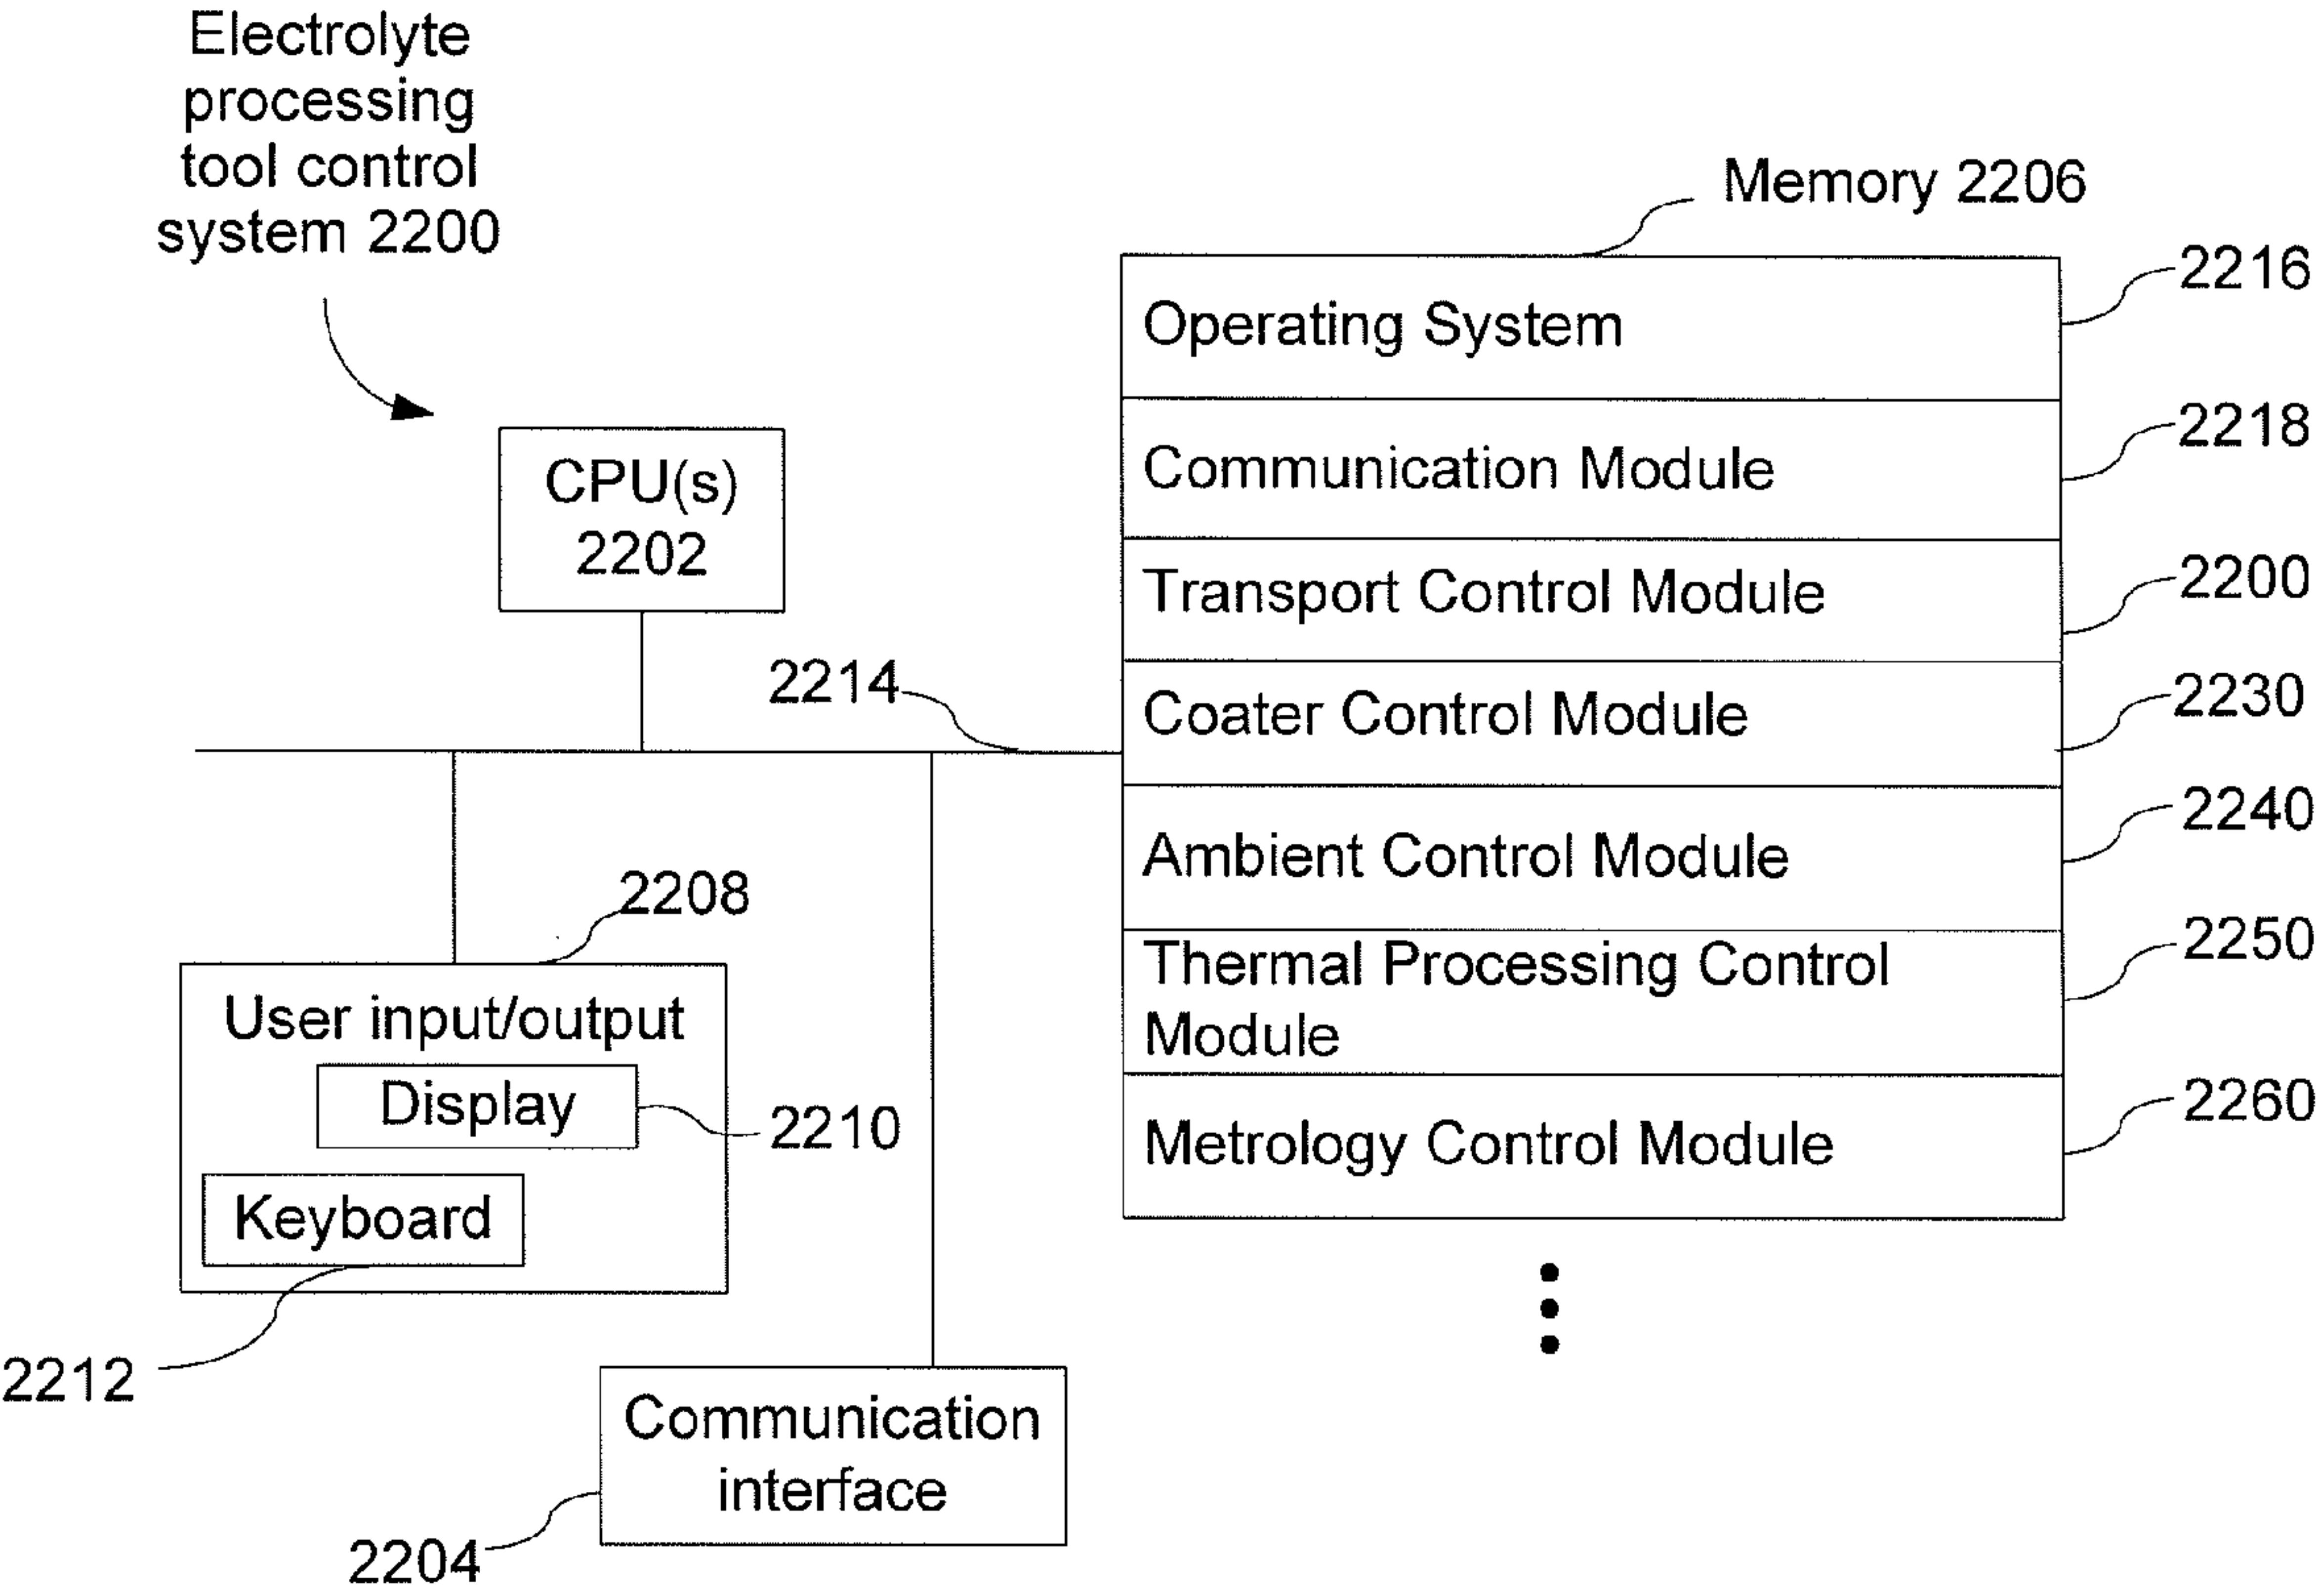 Electrolyte
processing
tool control
system 2200
Memory 2206
2216
Operating System
2218
Communication Module
CPU(s)
2202
2200
Transport Control Module
2214
2230
Coater Control Module
2240
Ambient Control Module
2208
2250
Thermal Processing Control
Module
User input/output
Display
2210
2260
Metrology Control Module
Keyboard
2212
Communication
interface
2204